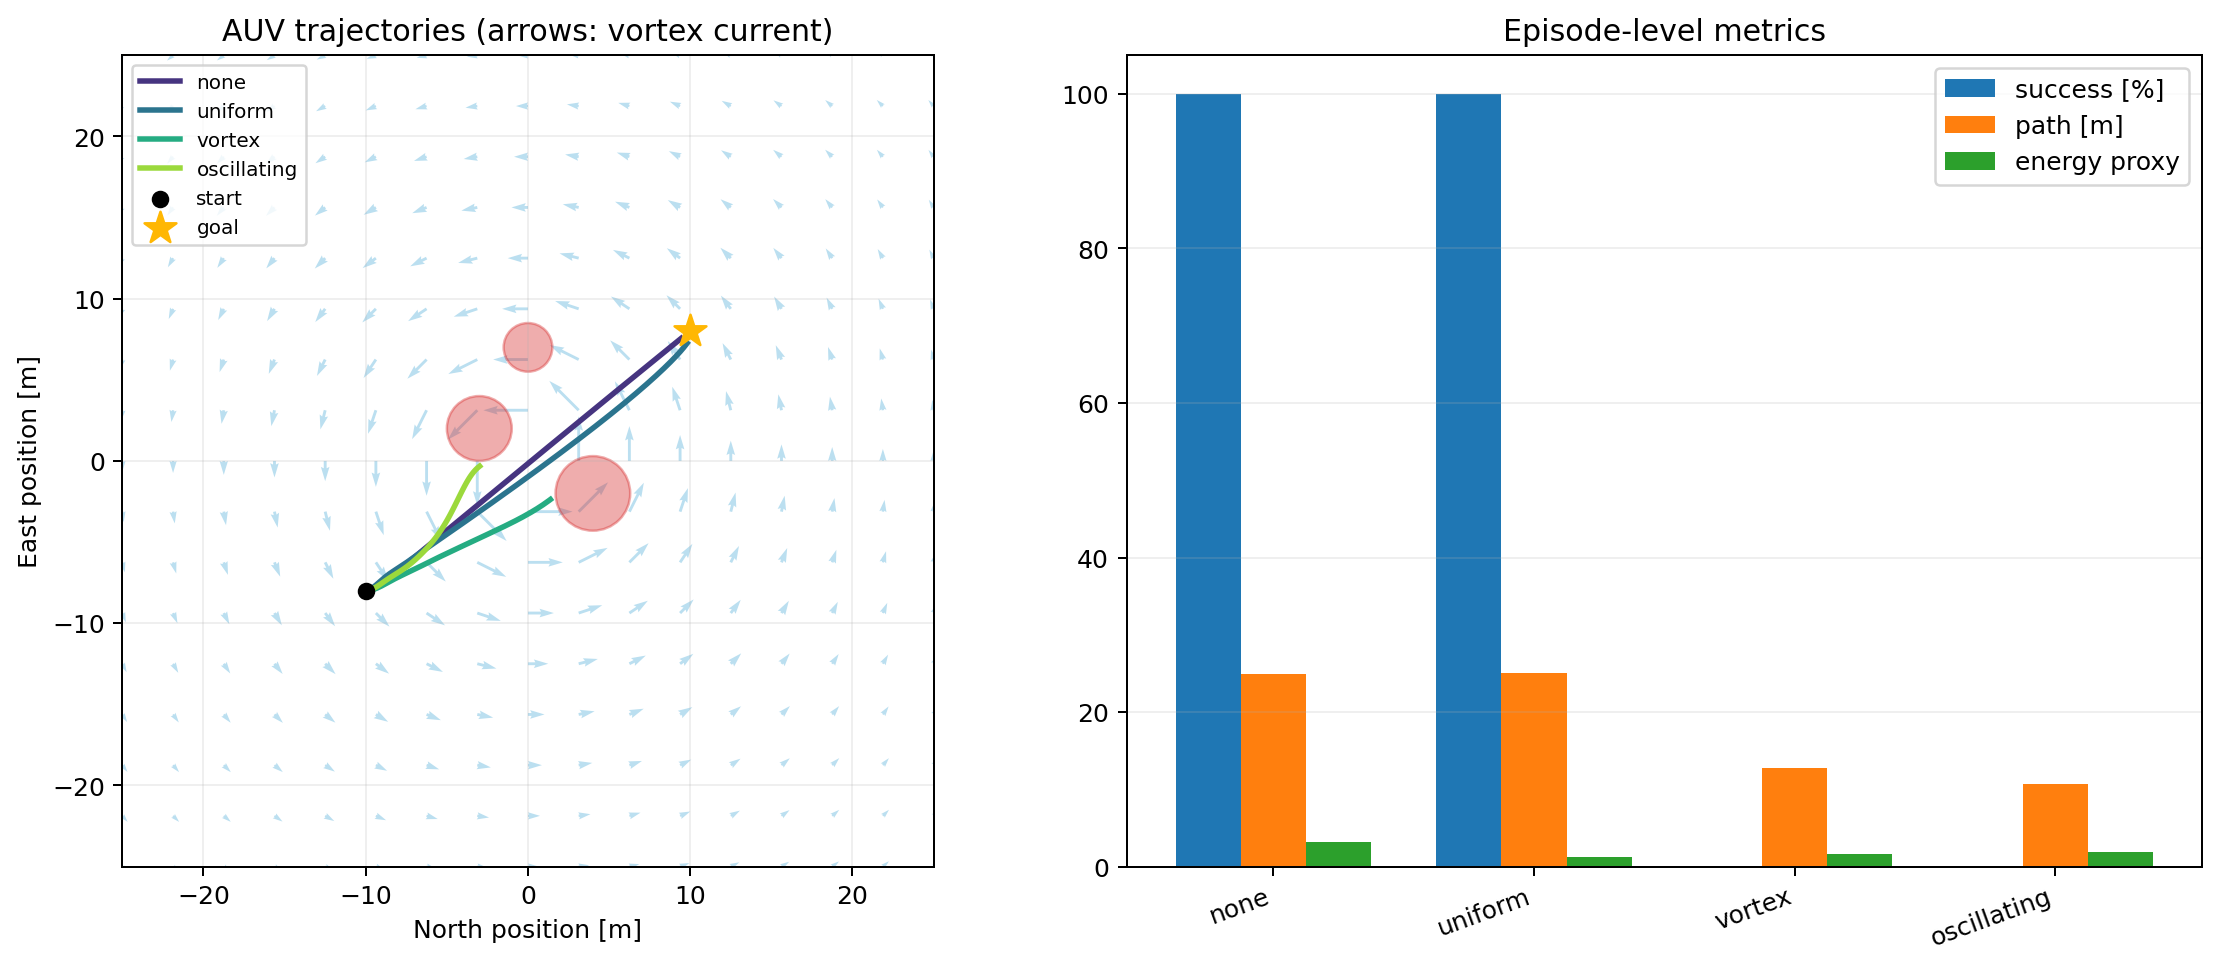 AUV trajectories (arrows: vortex current)
none
uniform
vortex
oscillating
start
goal
20
10
0
−10
−20
East position [m]
−20
−10
0
10
20
North position [m]
Episode-level metrics
success [%]
path [m]
energy proxy
100
80
60
40
20
0
none
uniform
vortex
oscillating